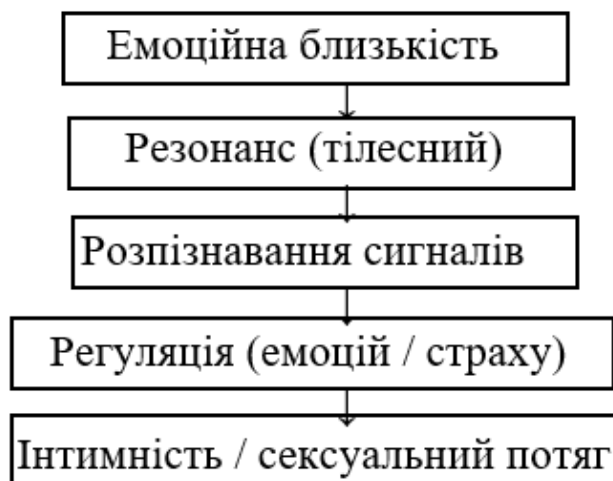 Емоційна близькість
Резонанс (тілесний)
Розпізнавання сигналів
Регуляція (емоцій / страху)
Інтимність / сексуальний потяг